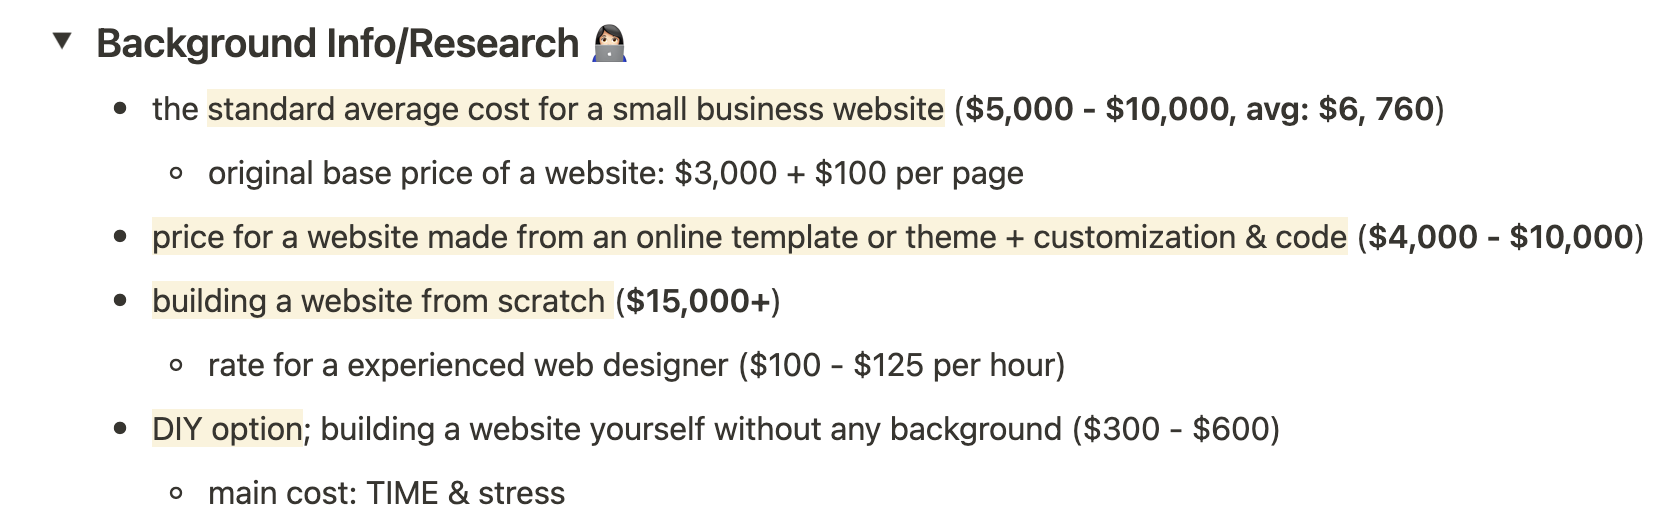 Background Info/Research
the standard average cost for a small business website ($5,000 - $10,000, avg: $6, 760)
original base price of a website: $3,000 + $100 per page
price for a website made from an online template or theme + customization & code ($4,000 - $10,000)
building a website from scratch ($15,000+)
rate for a experienced web designer ($100 - $125 per hour)
DIY option; building a website yourself without any background ($300 - $600)
main cost: TIME & stress